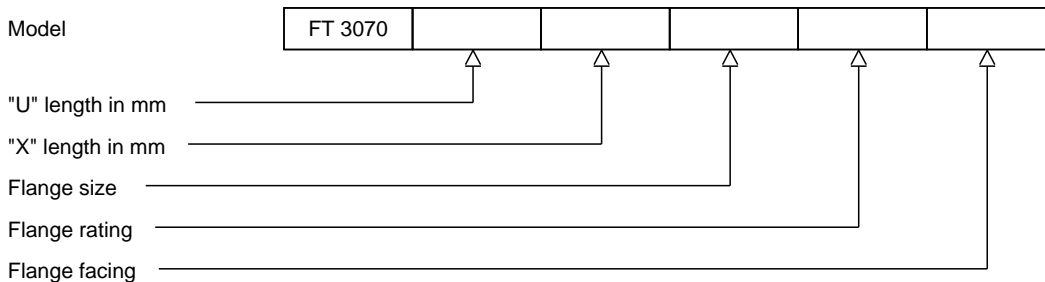 Model FT 3070
"U" length in mm
"X" length in mm
Flange size
Flange rating
Flange facing